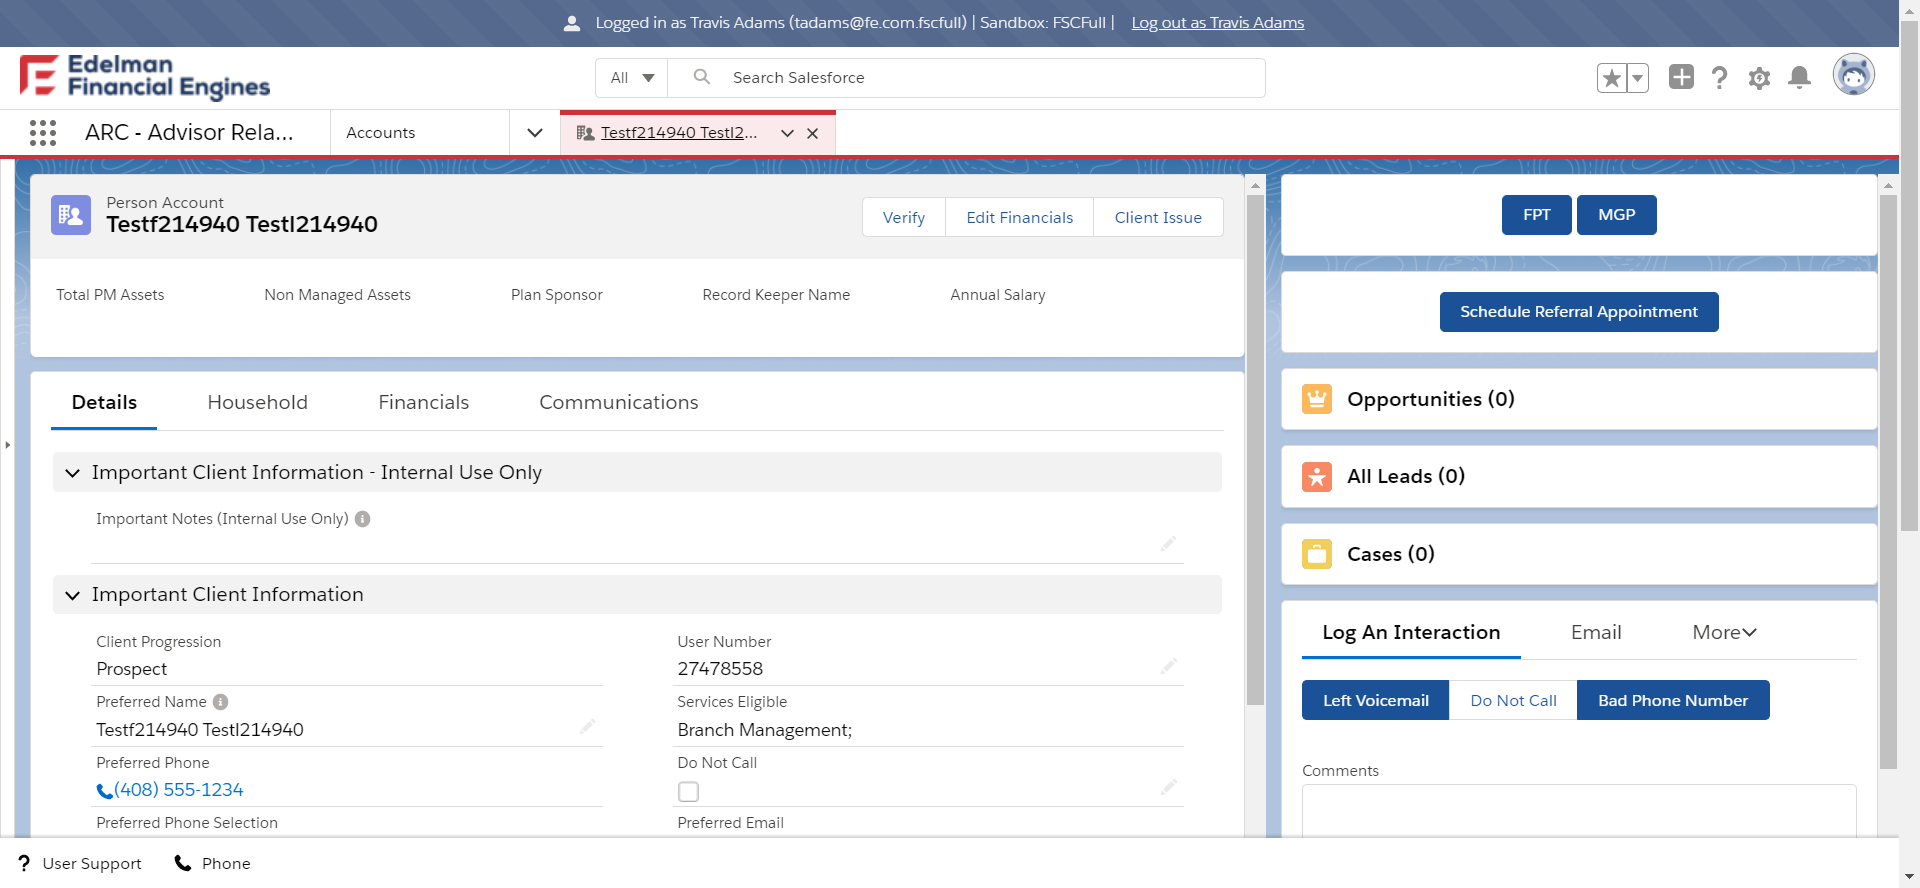 Logged in as Travis Adams (tadams@fe.com.fscfull) | Sandbox: FSCFull | Log out as Travis Adams
Edelman
Financial Engines
All
Search Salesforce
ARC - Advisor Rela...
Accounts
Testf214940 Testl2...
Person Account
Testf214940 Testl214940
Verify
Edit Financials
Client Issue
Total PM Assets
Non Managed Assets
Plan Sponsor
Record Keeper Name
Annual Salary
Details
Household
Financials
Communications
Important Client Information - Internal Use Only
Important Notes (Internal Use Only)
Important Client Information
Client Progression
Prospect
User Number
27478558
Preferred Name
Testf214940 Testl214940
Services Eligible
Branch Management;
Preferred Phone
(408) 555-1234
Do Not Call
Preferred Phone Selection
Preferred Email
FPT
MGP
Schedule Referral Appointment
Opportunities (0)
All Leads (0)
Cases (0)
Log An Interaction
Email
More
Left Voicemail
Do Not Call
Bad Phone Number
Comments
? User Support
Phone